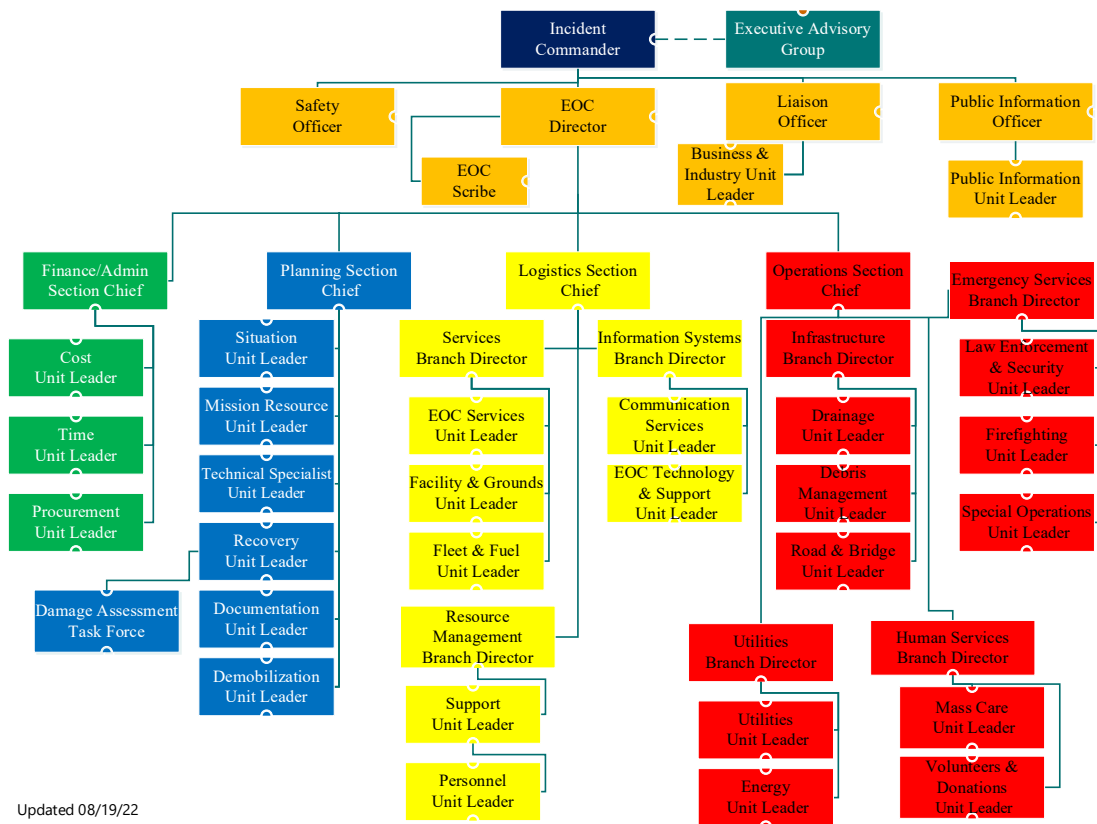 Incident
Commander
Executive Advisory
Group
Safety
Officer
EOC
Director
Liaison
Officer
Public Information
Officer
EOC
Scribe
Business &
Industry Unit
Leader
Public Information
Unit Leader
Finance/Admin
Section Chief
Planning Section
Chief
Logistics Section
Chief
Operations Section
Chief
Emergency Services
Branch Director
Cost
Unit Leader
Time
Unit Leader
Procurement
Unit Leader
Situation
Unit Leader
Mission Resource
Unit Leader
Technical Specialist
Unit Leader
Recovery
Unit Leader
Damage Assessment
Task Force
Documentation
Unit Leader
Demobilization
Unit Leader
Services
Branch Director
EOC Services
Unit Leader
Facility & Grounds
Unit Leader
Fleet & Fuel
Unit Leader
Information Systems
Branch Director
Communication
Services
Unit Leader
EOC Technology
& Support
Unit Leader
Resource
Management
Branch Director
Support
Unit Leader
Personnel
Unit Leader
Infrastructure
Branch Director
Drainage
Unit Leader
Debris
Management
Unit Leader
Road & Bridge
Unit Leader
Law Enforcement
& Security
Unit Leader
Firefighting
Unit Leader
Special Operations
Unit Leader
Utilities
Branch Director
Utilities
Unit Leader
Energy
Unit Leader
Human Services
Branch Director
Mass Care
Unit Leader
Volunteers &
Donations
Unit Leader
Updated 08/19/22